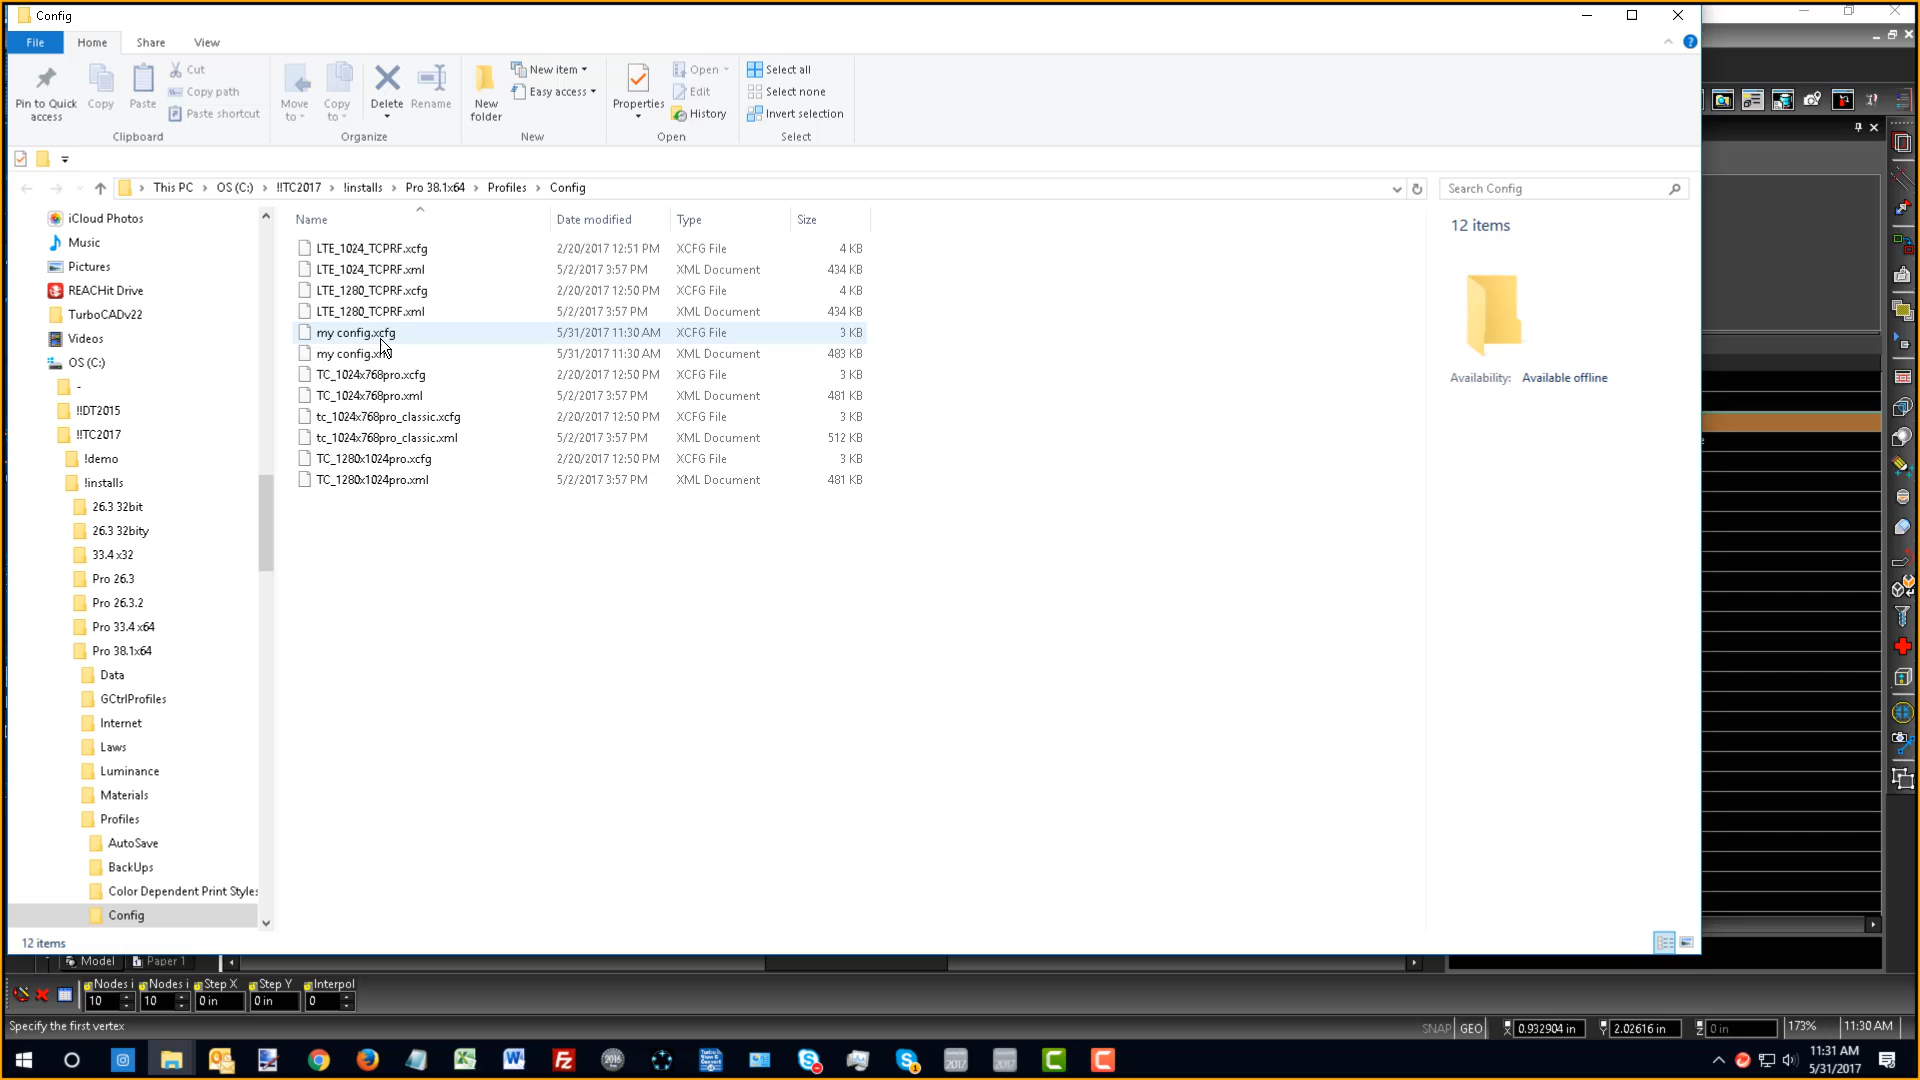 Config
File Home Share View
Pin to Quick access
Copy
Paste
Cut
Copy path
Paste shortcut
Clipboard
Move to
Copy to
Delete
Rename
Organize
New folder
New item
Easy access
New
Properties
Open
Edit
History
Open
Select all
Select none
Invert selection
Select
This PC OS (C:) !!TC2017 !installs Pro 38.1x64 Profiles Config
Search Config
iCloud Photos
Music
Pictures
REACHit Drive
TurboCADv22
Videos
OS (C:)
-
!!DT2015
!!TC2017
!demo
!installs
26.3 32bit
26.3 32bity
33.4 x32
Pro 26.3
Pro 26.3.2
Pro 33.4 x64
Pro 38.1x64
Data
GCtrlProfiles
Internet
Laws
Luminance
Materials
Profiles
AutoSave
BackUps
Color Dependent Print Styles
Config
Name Date modified Type Size
LTE_1024_TCPRF.xcfg 2/20/2017 12:51 PM XCFG File 4 KB
LTE_1024_TCPRF.xml 5/2/2017 3:57 PM XML Document 434 KB
LTE_1280_TCPRF.xcfg 2/20/2017 12:50 PM XCFG File 4 KB
LTE_1280_TCPRF.xml 5/2/2017 3:57 PM XML Document 434 KB
my config.xcfg 5/31/2017 11:30 AM XCFG File 3 KB
my config.xml 5/31/2017 11:30 AM XML Document 483 KB
TC_1024x768pro.xcfg 2/20/2017 12:50 PM XCFG File 3 KB
TC_1024x768pro.xml 5/2/2017 3:57 PM XML Document 481 KB
tc_1024x768pro_classic.xcfg 2/20/2017 12:50 PM XCFG File 3 KB
tc_1024x768pro_classic.xml 5/2/2017 3:57 PM XML Document 512 KB
TC_1280x1024pro.xcfg 2/20/2017 12:50 PM XCFG File 3 KB
TC_1280x1024pro.xml 5/2/2017 3:57 PM XML Document 481 KB
12 items
Availability: Available offline
12 items
Model Paper 1
Nodes i Nodes i Step X Step Y Interpol
10 10 0 in 0 in 0
Specify the first vertex
SNAP GEO X 0.932904 in Y 2.02616 in Z 0 in 173% 11:30 AM
11:31 AM
5/31/2017